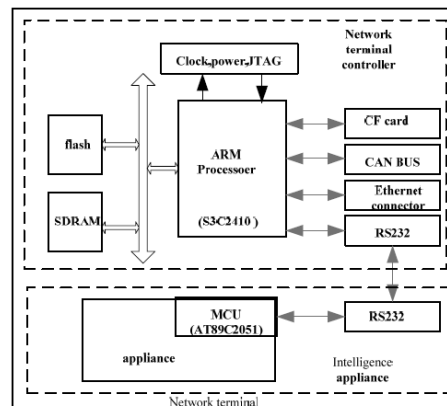 Network
terminal
controller
Clock,power,JTAG
flash
SDRAM
ARM
Processoer
(S3C2410)
CF card
CAN BUS
Ethernet
connector
RS232
MCU
(AT89C2051)
appliance
RS232
Intelligence
appliance
Network terminal